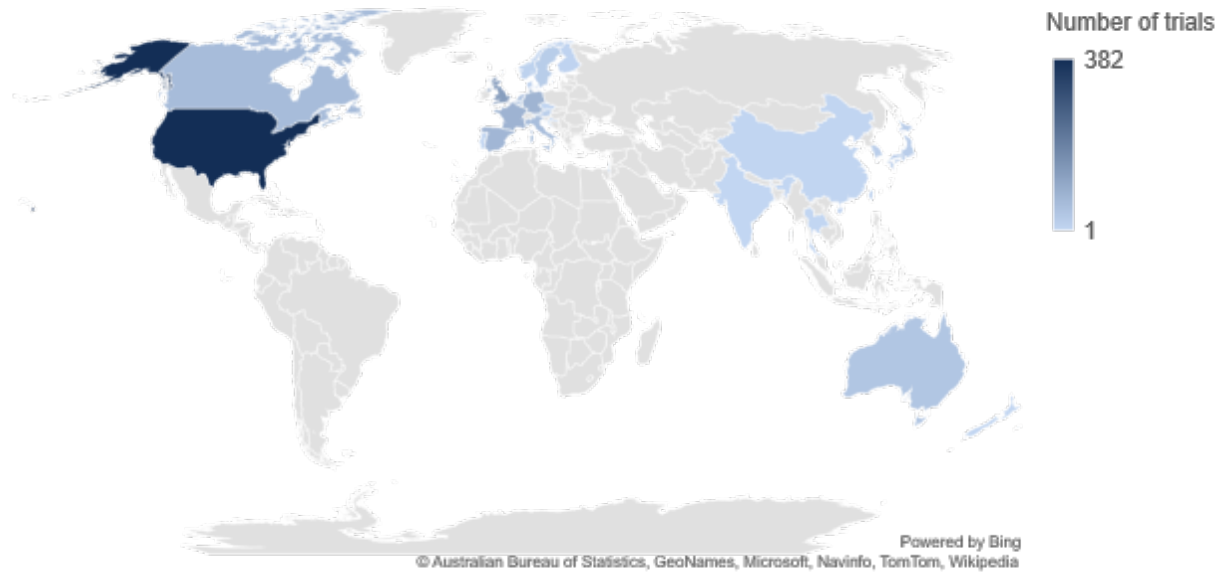 Number of trials
382
1
Powered by Bing
© Australian Bureau of Statistics, GeoNames, Microsoft, Navinfo, TomTom, Wikipedia